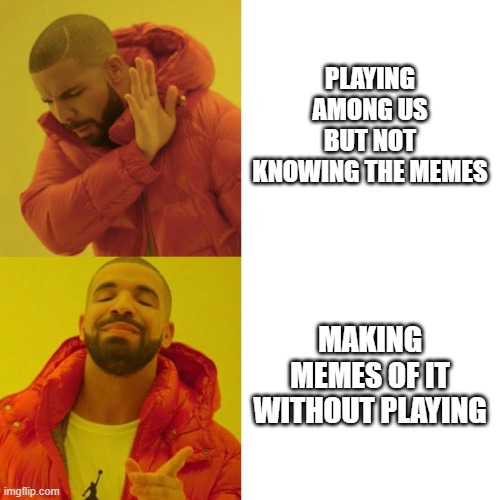 PLAYING
AMONG US
BUT NOT
KNOWING THE MEMES
MAKING
MEMES OF IT
WITHOUT PLAYING
imgflip.com